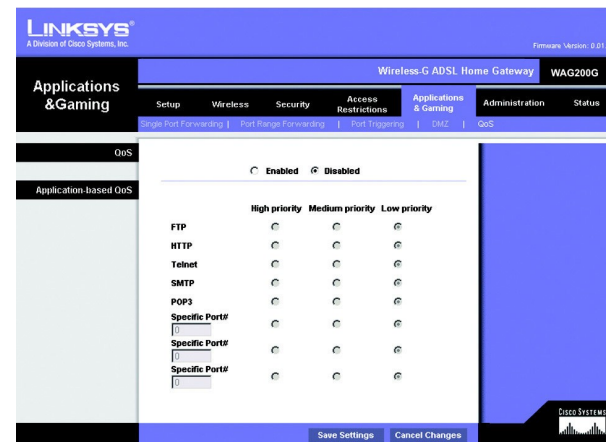 LINKSYS®
A Division of Cisco Systems, Inc.
Firmware Version: 0.01
Applications &Gaming
Wireless-G ADSL Home Gateway WAG200G
Setup Wireless Security Access Restrictions Applications & Gaming Administration Status
Single Port Forwarding | Port Range Forwarding | Port Triggering | DMZ | QoS
QoS
Enabled Disabled
Application-based QoS
High priority Medium priority Low priority
FTP
HTTP
Telnet
SMTP
POP3
Specific Port#
0
Specific Port#
0
Specific Port#
0
Save Settings Cancel Changes
CISCO SYSTEMS